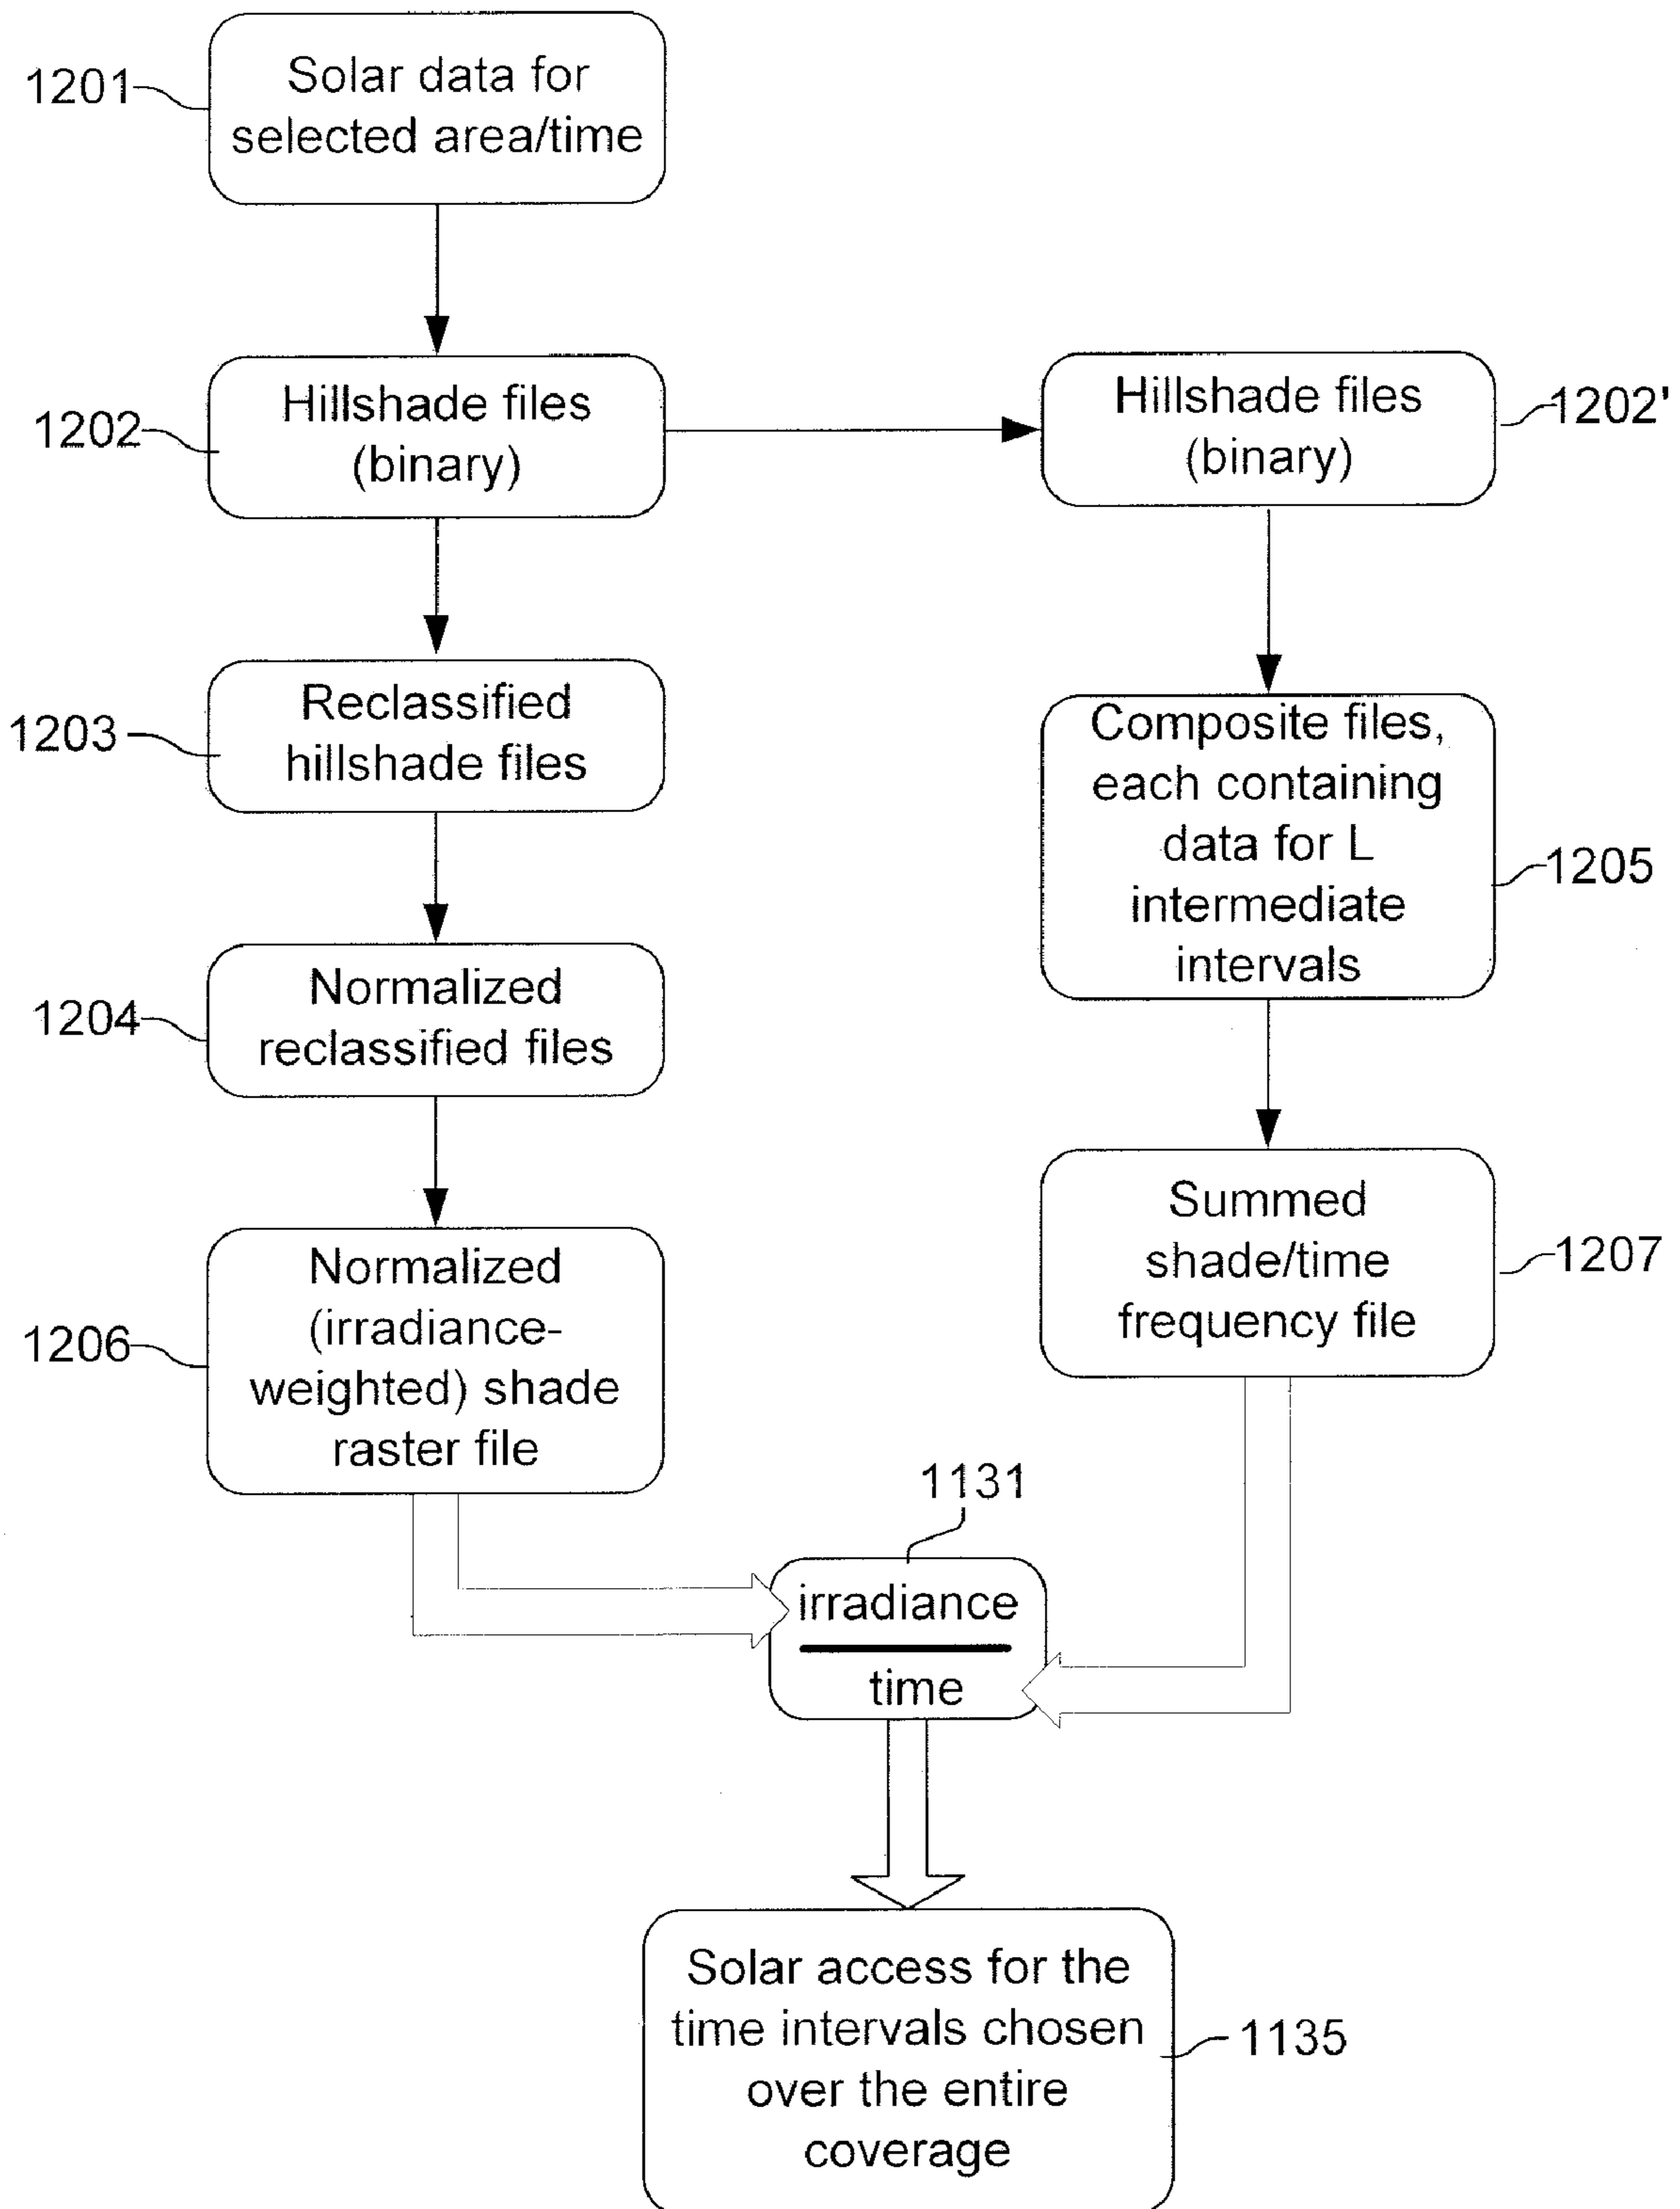 1201
Solar data for
selected area/time
1202
Hillshade files
(binary)
Hillshade files
(binary)
1202'
1203
Reclassified
hillshade files
Composite files,
each containing
data for L
intermediate
intervals
1205
1204
Normalized
reclassified files
1206
Normalized
(irradiance-
weighted) shade
raster file
Summed
shade/time
frequency file
1207
1131
irradiance
time
Solar access for the
time intervals chosen
over the entire
coverage
1135